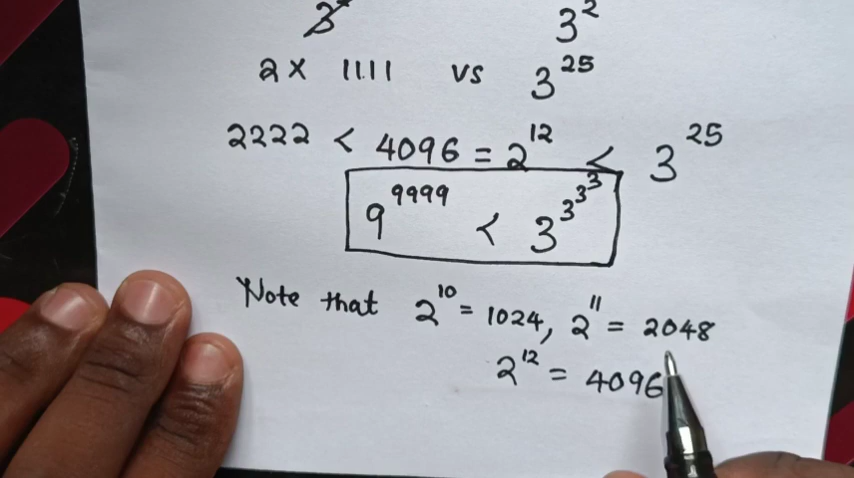 3 3²
2 × 1111 vs 3²⁵
2222 < 4096 = 2¹² < 3²⁵
9⁹⁹⁹⁹ < 3^3^3^3
Note that 2¹⁰ = 1024, 2¹¹ = 2048
2¹² = 4096